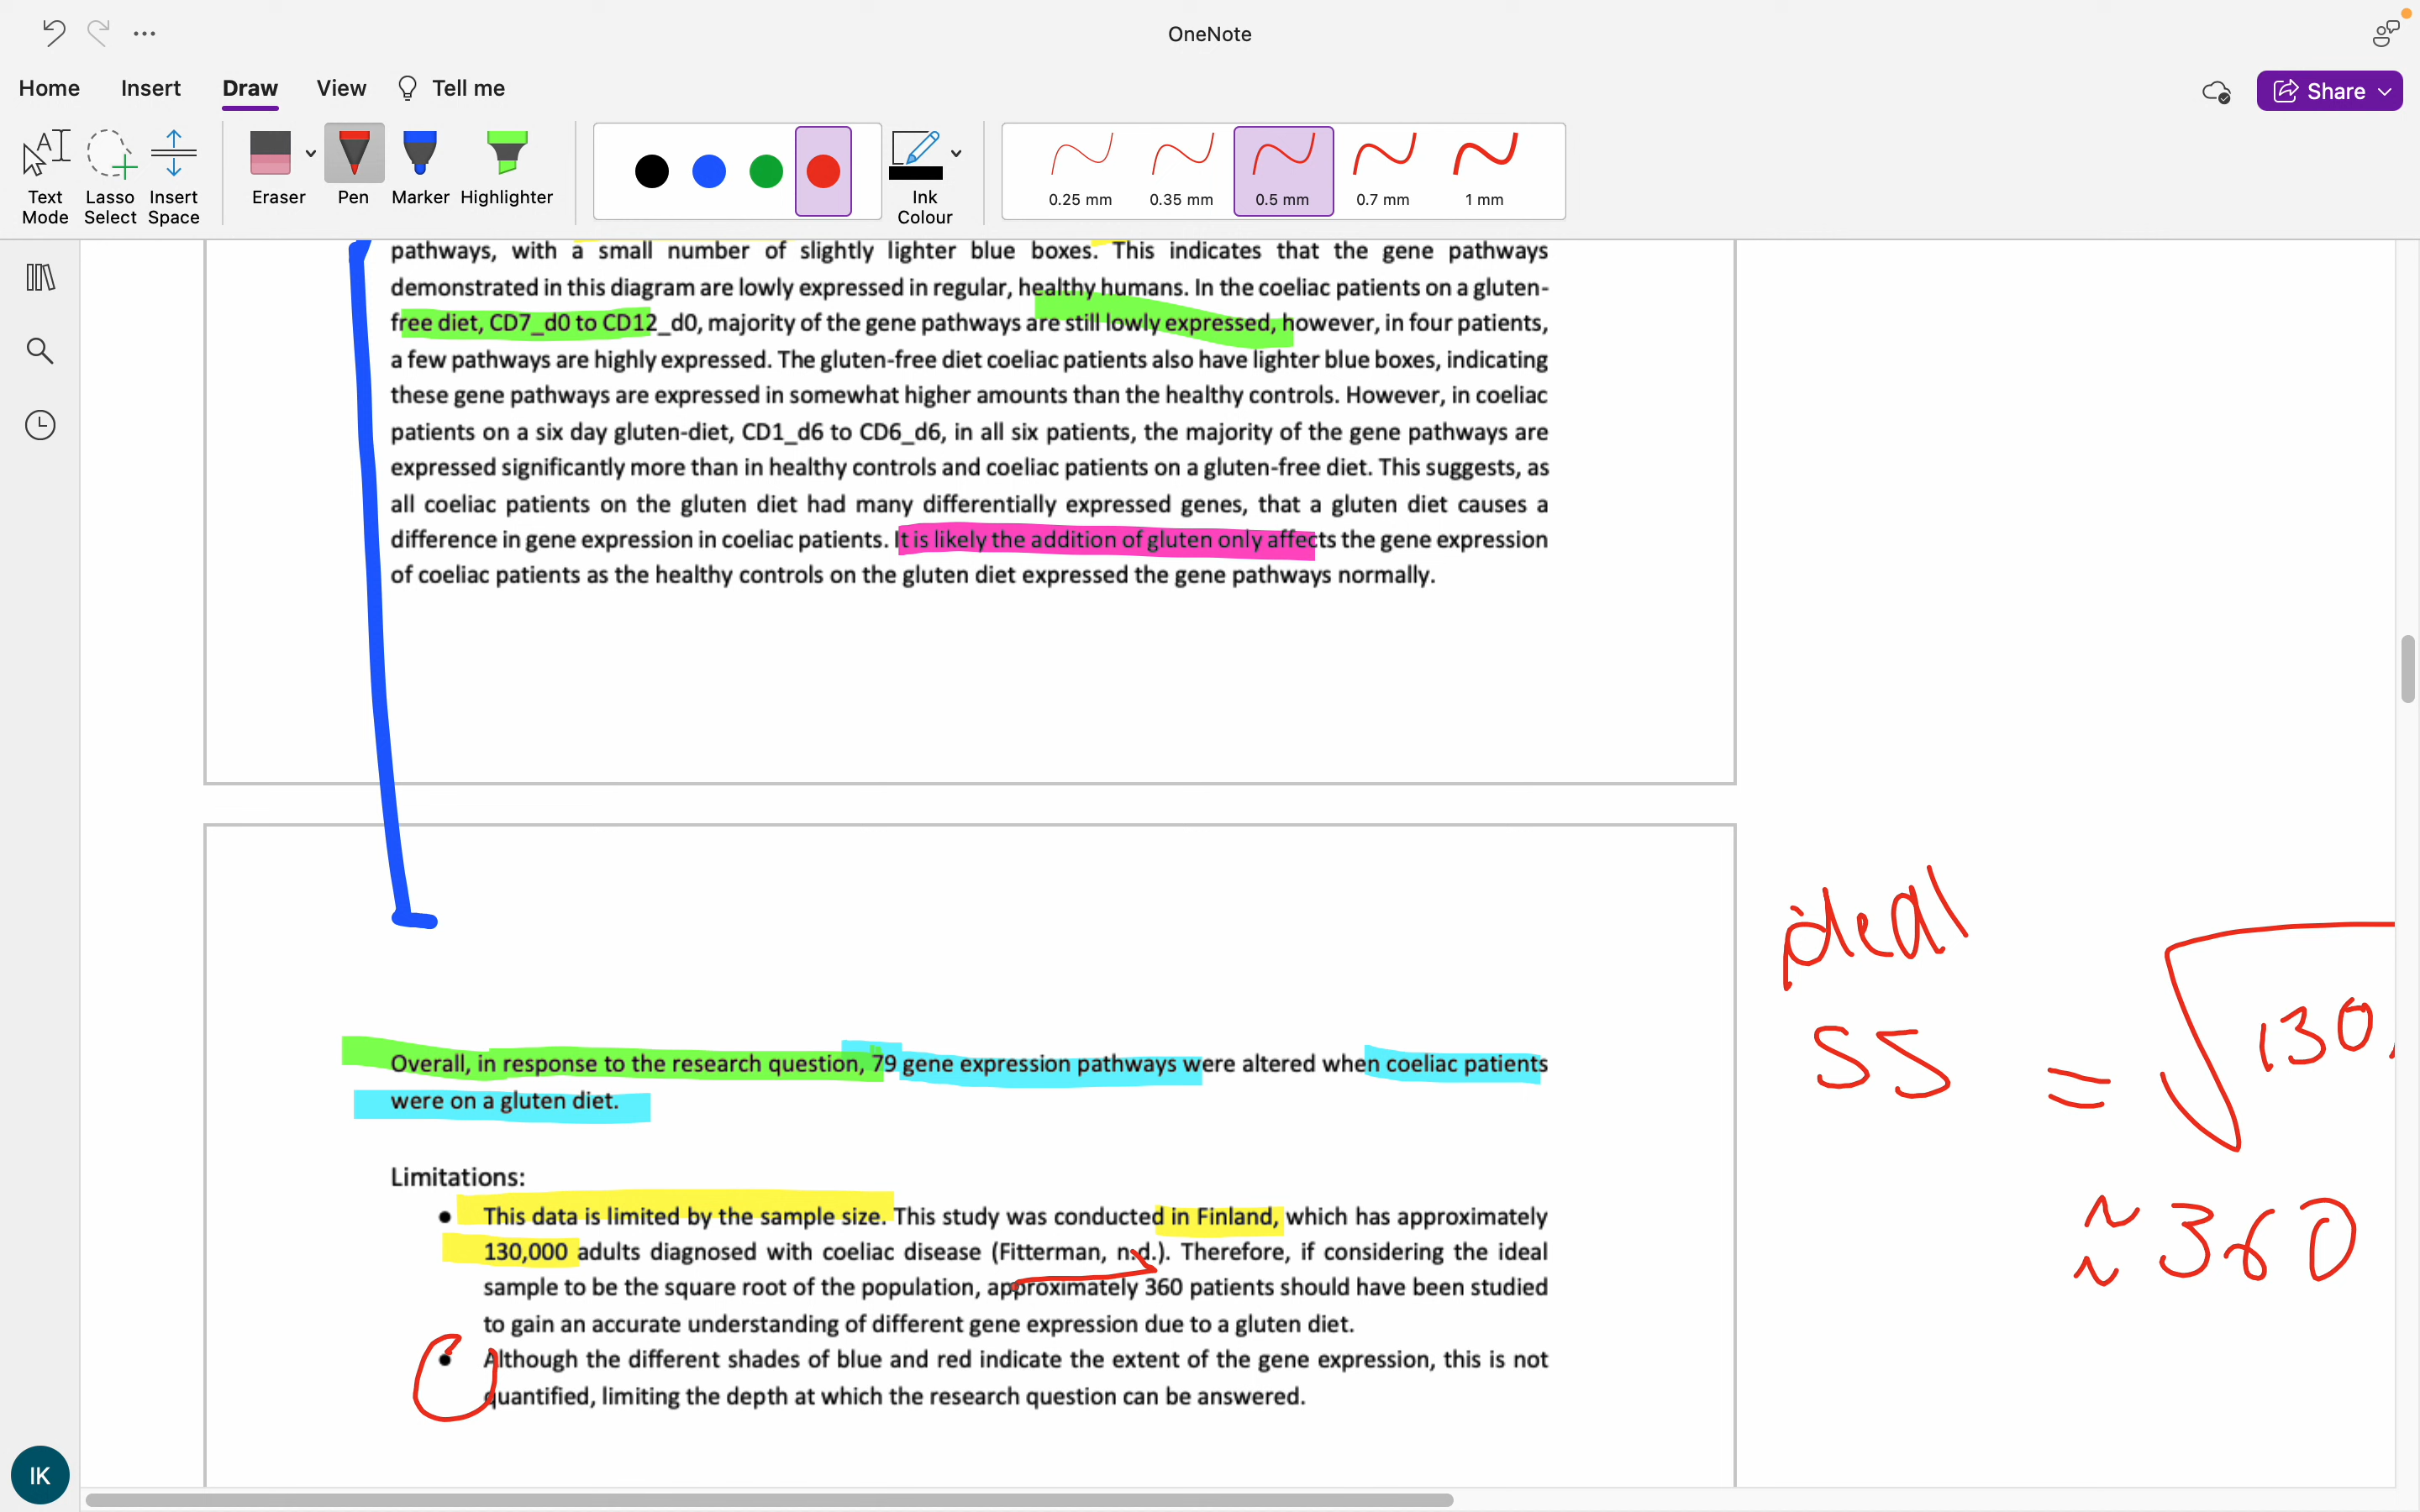 OneNote
Home Insert Draw View Tell me
Share
Text Mode
Lasso Select
Insert Space
Eraser
Pen
Marker
Highlighter
Ink Colour
0.25 mm
0.35 mm
0.5 mm
0.7 mm
1 mm
pathways, with a small number of slightly lighter blue boxes. This indicates that the gene pathways
demonstrated in this diagram are lowly expressed in regular, healthy humans. In the coeliac patients on a gluten-
free diet, CD7_d0 to CD12_d0, majority of the gene pathways are still lowly expressed, however, in four patients,
a few pathways are highly expressed. The gluten-free diet coeliac patients also have lighter blue boxes, indicating
these gene pathways are expressed in somewhat higher amounts than the healthy controls. However, in coeliac
patients on a six day gluten-diet, CD1_d6 to CD6_d6, in all six patients, the majority of the gene pathways are
expressed significantly more than in healthy controls and coeliac patients on a gluten-free diet. This suggests, as
all coeliac patients on the gluten diet had many differentially expressed genes, that a gluten diet causes a
difference in gene expression in coeliac patients. It is likely the addition of gluten only affects the gene expression
of coeliac patients as the healthy controls on the gluten diet expressed the gene pathways normally.
ideal
SS = √130,
≈ 360
Overall, in response to the research question, 79 gene expression pathways were altered when coeliac patients
were on a gluten diet.
Limitations:
• This data is limited by the sample size. This study was conducted in Finland, which has approximately
130,000 adults diagnosed with coeliac disease (Fitterman, n.d.). Therefore, if considering the ideal
sample to be the square root of the population, approximately 360 patients should have been studied
to gain an accurate understanding of different gene expression due to a gluten diet.
• Although the different shades of blue and red indicate the extent of the gene expression, this is not
quantified, limiting the depth at which the research question can be answered.
IK